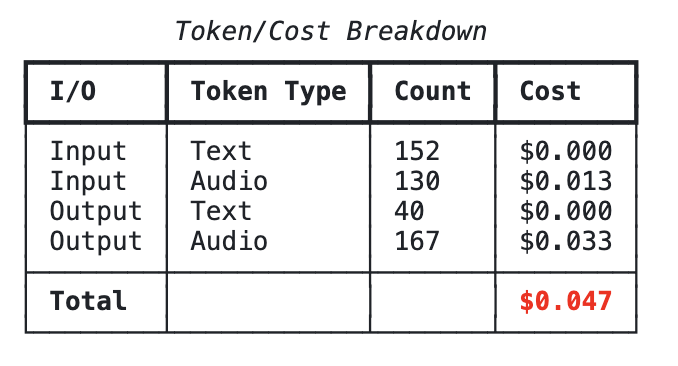 Token/Cost Breakdown
I/O Token Type Count Cost
Input Text 152 $0.000
Input Audio 130 $0.013
Output Text 40 $0.000
Output Audio 167 $0.033
Total $0.047